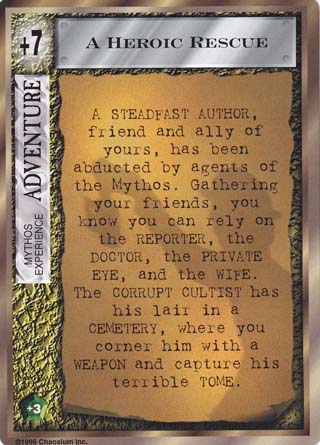 +7
A HEROIC RESCUE
MYTHOS
EXPERIENCE
ADVENTURE
A STEADFAST AUTHOR,
friend and ally of
yours, has been
abducted by agents of
the Mythos. Gathering
your friends, you
know you can rely on
the REPORTER, the
DOCTOR, the PRIVATE
EYE, and the WIFE.
The CORRUPT CULTIST has
his lair in a
CEMETERY, where you
corner him with a
WEAPON and capture his
terrible TOME.
+3
©1996 Chaosium Inc.